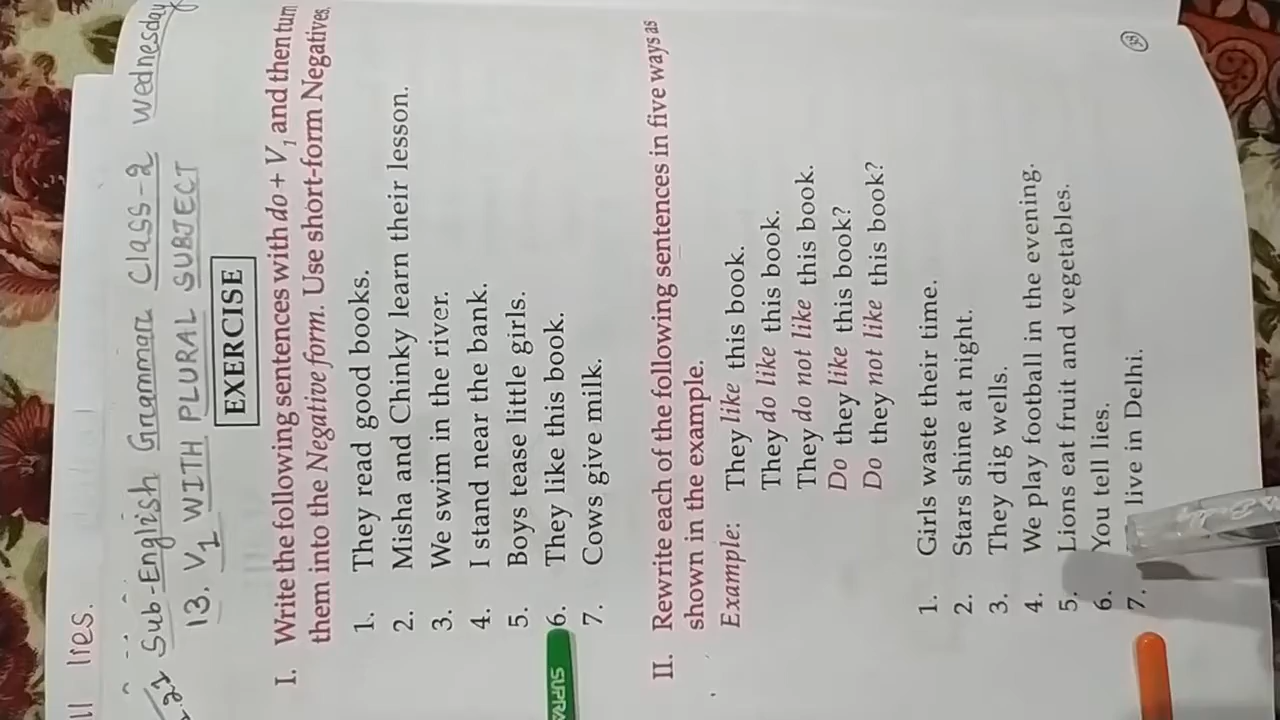 ll lies.
Sub-English Grammar Class-2 Wednesday
13. V1 WITH PLURAL SUBJECT
EXERCISE
I. Write the following sentences with do + V1 and then turn
them into the Negative form. Use short-form Negatives.
1. They read good books.
2. Misha and Chinky learn their lesson.
3. We swim in the river.
4. I stand near the bank.
5. Boys tease little girls.
6. They like this book.
7. Cows give milk.
II. Rewrite each of the following sentences in five ways as
shown in the example.
Example: They like this book.
They do like this book.
They do not like this book.
Do they like this book?
Do they not like this book?
1. Girls waste their time.
2. Stars shine at night.
3. They dig wells.
4. We play football in the evening.
5. Lions eat fruit and vegetables.
6. You tell lies.
7. live in Delhi.
38
SUPRA